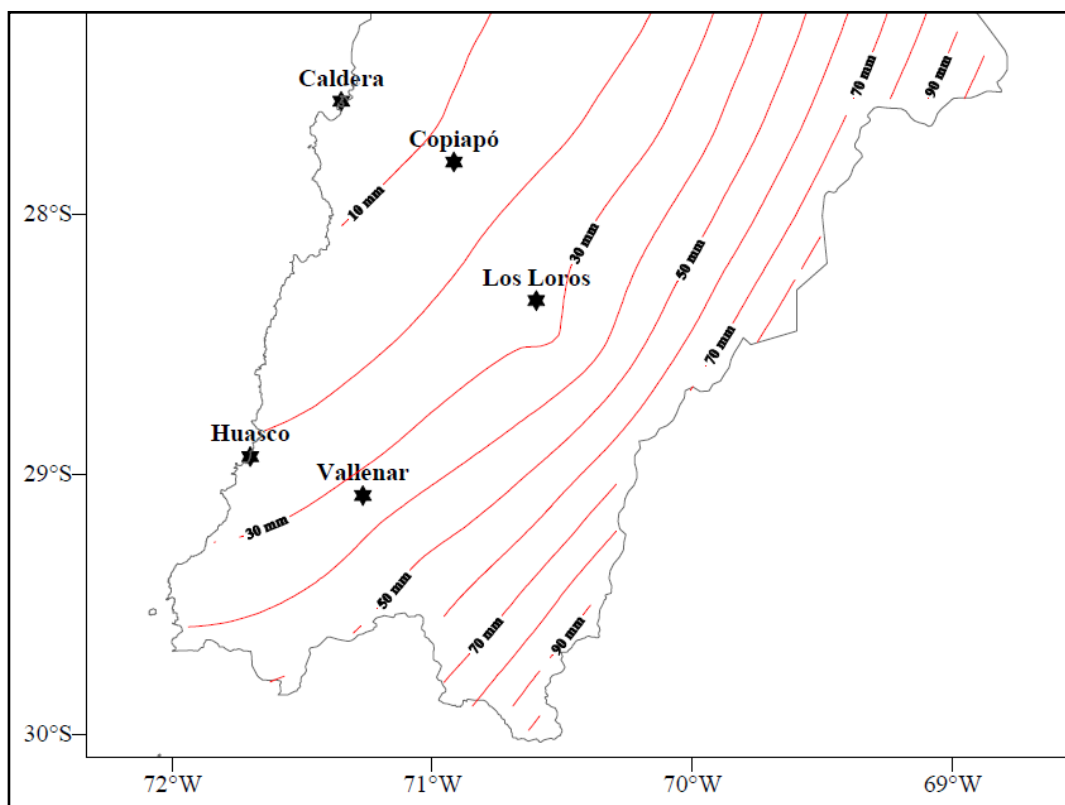 70 mm
90 mm
Caldera
Copiapó
10 mm
28°S
30 mm
50 mm
Los Loros
70 mm
Huasco
Vallenar
29°S
30 mm
50 mm
70 mm
90 mm
30°S
72°W
71°W
70°W
69°W